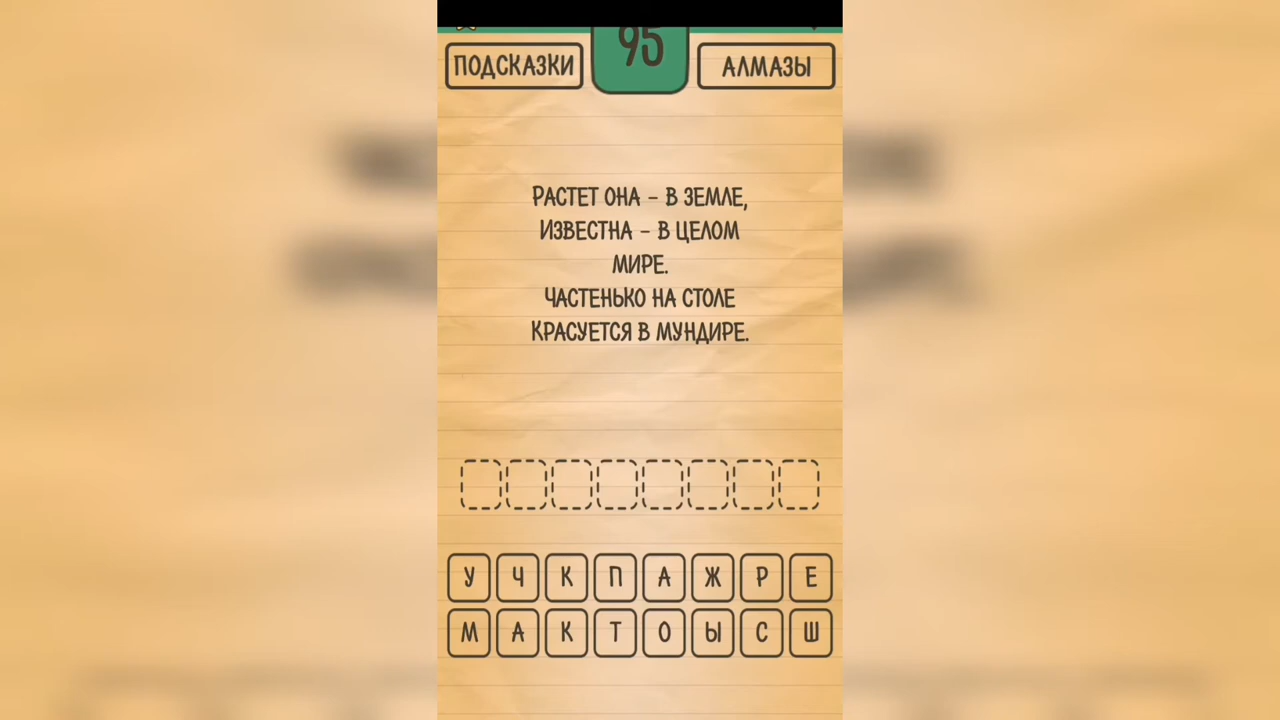 95
ПОДСКАЗКИ
АЛМАЗЫ
РАСТЕТ ОНА – В ЗЕМЛЕ,
ИЗВЕСТНА – В ЦЕЛОМ
МИРЕ.
ЧАСТЕНЬКО НА СТОЛЕ
КРАСУЕТСЯ В МУНДИРЕ.
У Ч К П А Ж Р Е
М А К Т О Ы С Ш